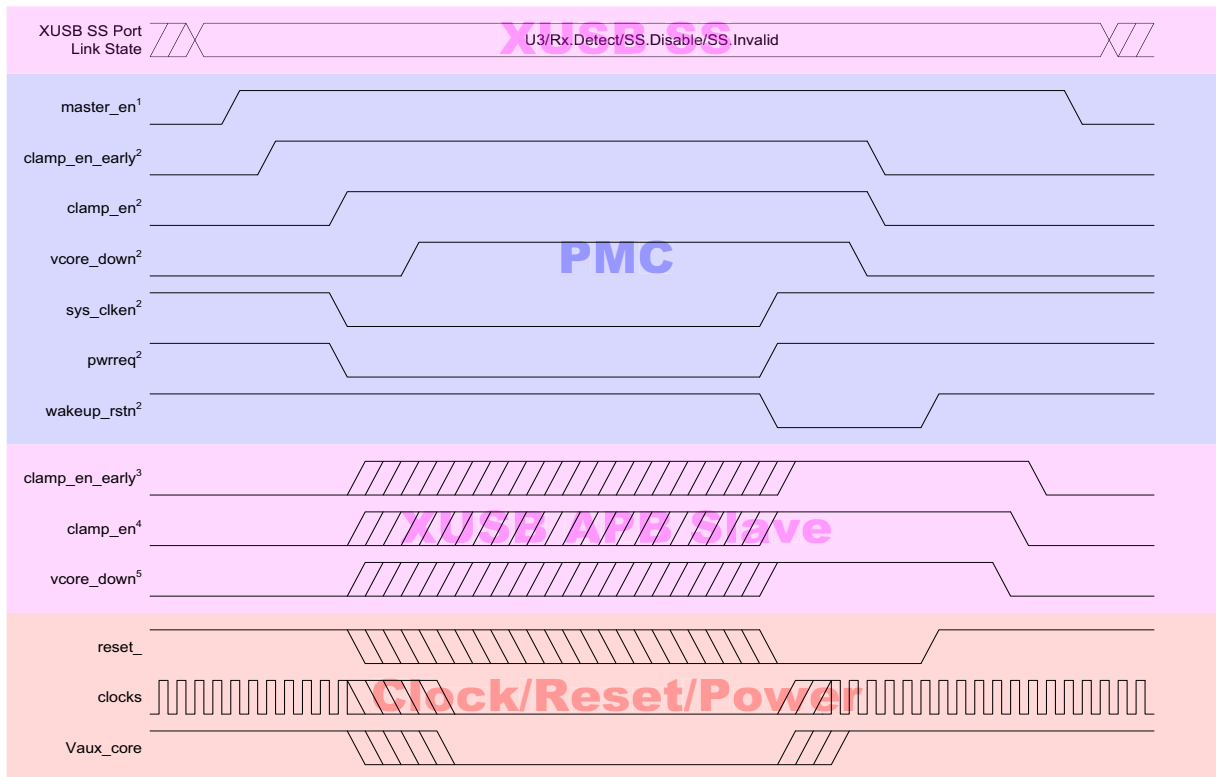 XUSB SS Port
Link State
XUSB SS
U3/Rx.Detect/SS.Disable/SS.Invalid
master_en¹
clamp_en_early²
clamp_en²
vcore_down²
PMC
sys_clken²
pwrreq²
wakeup_rstn²
clamp_en_early³
clamp_en⁴
XUSB APB Slave
vcore_down⁵
reset_
clocks
Clock/Reset/Power
Vaux_core